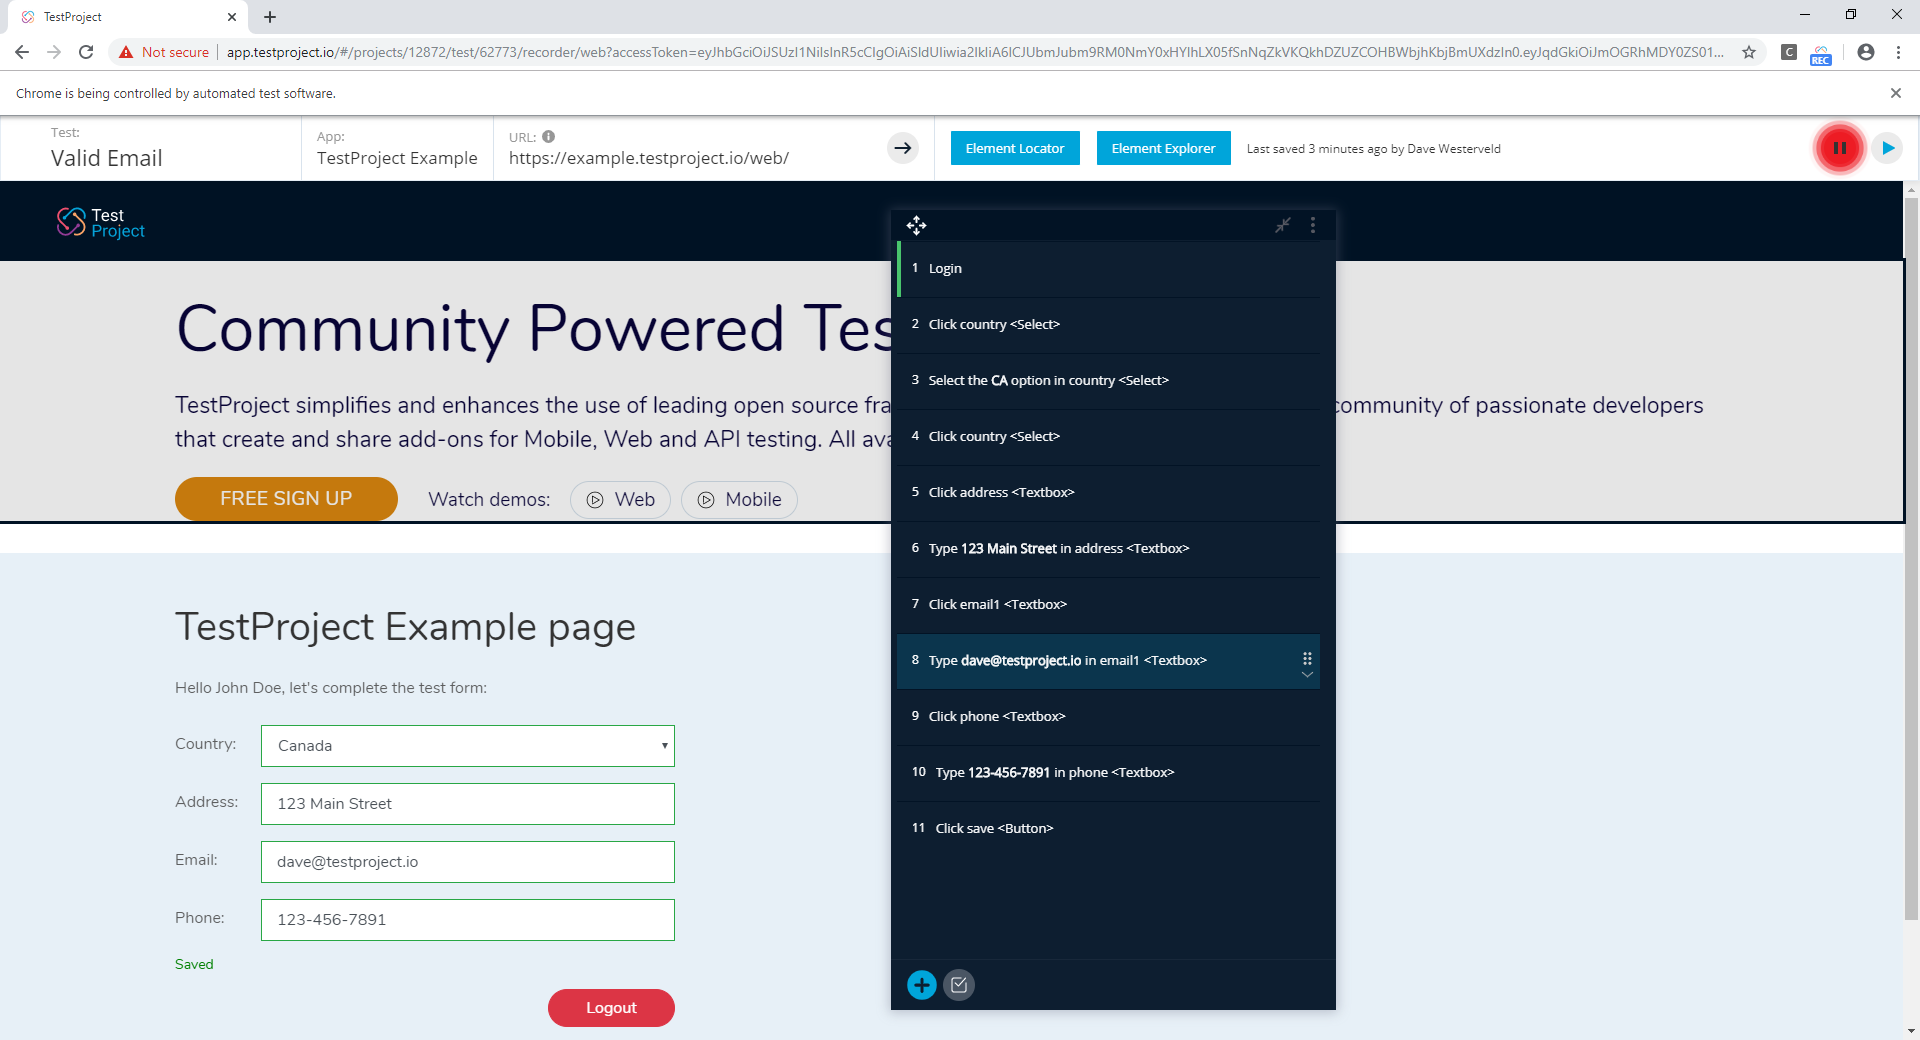 TestProject
Not secure
app.testproject.io/#/projects/12872/test/62773/recorder/web?accessToken=
REC
Chrome is being controlled by automated test software.
Test:
Valid Email
App:
TestProject Example
URL:
https://example.testproject.io/web/
Element Locator
Element Explorer
Last saved 3 minutes ago by Dave Westerveld
Test
Project
Community Powered Tes
TestProject simplifies and enhances the use of leading open source fra
community of passionate developers
that create and share add-ons for Mobile, Web and API testing. All ava
FREE SIGN UP
Watch demos:
Web
Mobile
TestProject Example page
Hello John Doe, let's complete the test form:
Country:
Canada
Address:
123 Main Street
Email:
dave@testproject.io
Phone:
123-456-7891
Saved
Logout
1 Login
2 Click country <Select>
3 Select the CA option in country <Select>
4 Click country <Select>
5 Click address <Textbox>
6 Type 123 Main Street in address <Textbox>
7 Click email1 <Textbox>
8 Type dave@testproject.io in email1 <Textbox>
9 Click phone <Textbox>
10 Type 123-456-7891 in phone <Textbox>
11 Click save <Button>